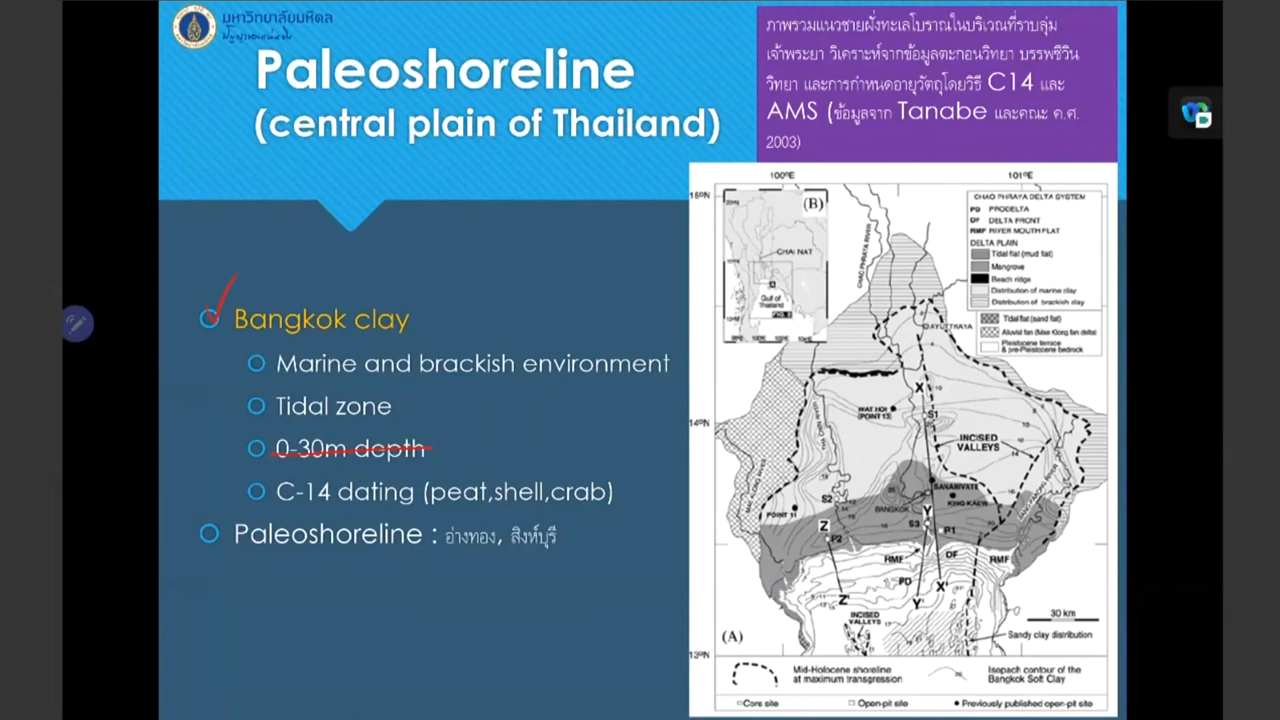 มหาวิทยาลัยมหิดล
ปัญญาของแผ่นดิน
Paleoshoreline
(central plain of Thailand)
ภาพรวมแนวชายฝั่งทะเลโบราณในบริเวณที่ราบลุ่ม
เจ้าพระยา วิเคราะห์จากข้อมูลตะกอนวิทยา บรรพชีวิน
วิทยา และการกำหนดอายุวัตถุโดยวิธี C14 และ
AMS (ข้อมูลจาก Tanabe และคณะ ค.ศ.
2003)
Bangkok clay
Marine and brackish environment
Tidal zone
0-30m depth
C-14 dating (peat,shell,crab)
Paleoshoreline : อ่างทอง, สิงห์บุรี
100°E
101°E
15°N
(B)
CHAI NAT
A
Gulf of
Thailand
CHAO PHRAYA RIVER
CHAO PHRAYA DELTA SYSTEM
PD PRODELTA
DF DELTA FRONT
RMF RIVER MOUTH FLAT
DELTA PLAIN
Tidal flat (mud flat)
Mangrove
Beach ridge
Distribution of marine clay
Distribution of brackish clay
Tidal flat (sand flat)
Alluvial fan (Mae Klong fan delta)
Pleistocene terrace
& pre-Pleistocene bedrock
AYUTTHAYA
X
WAT HOI
(POINT 13)
S1
14°N
INCISED
VALLEYS
THA CHIN RIVER
MAE KLONG RIVER
BANG PAKONG RIVER
SANAMVATE
KING KAEW
S2
POINT 11
BANGKOK
Y
Z
S3
P1
P2
RMF
DF
RMF
PD
X'
Z'
Y'
INCISED
VALLEYS
30 km
Sandy clay distribution
(A)
13°N
Mid-Holocene shoreline
at maximum transgression
Isopach contour of the
Bangkok Soft Clay
Core site
Open-pit site
Previously published open-pit site